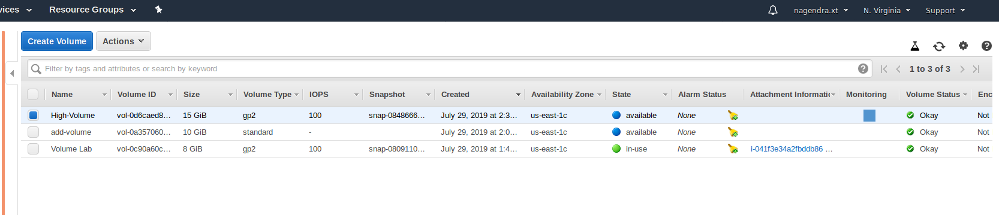 vices Resource Groups nagendra.xt N. Virginia Support
Create Volume Actions
Filter by tags and attributes or search by keyword 1 to 3 of 3
Name Volume ID Size Volume Type IOPS Snapshot Created Availability Zone State Alarm Status Attachment Informatic Monitoring Volume Status Enc
High-Volume vol-0d6caed8... 15 GiB gp2 100 snap-0848666... July 29, 2019 at 2:3... us-east-1c available None Okay Not
add-volume vol-0a357060... 10 GiB standard - July 29, 2019 at 2:0... us-east-1c available None Okay Not
Volume Lab vol-0c90a60c... 8 GiB gp2 100 snap-0809110... July 29, 2019 at 1:4... us-east-1c in-use None i-041f3e34a2fbddb86 ... Okay Not